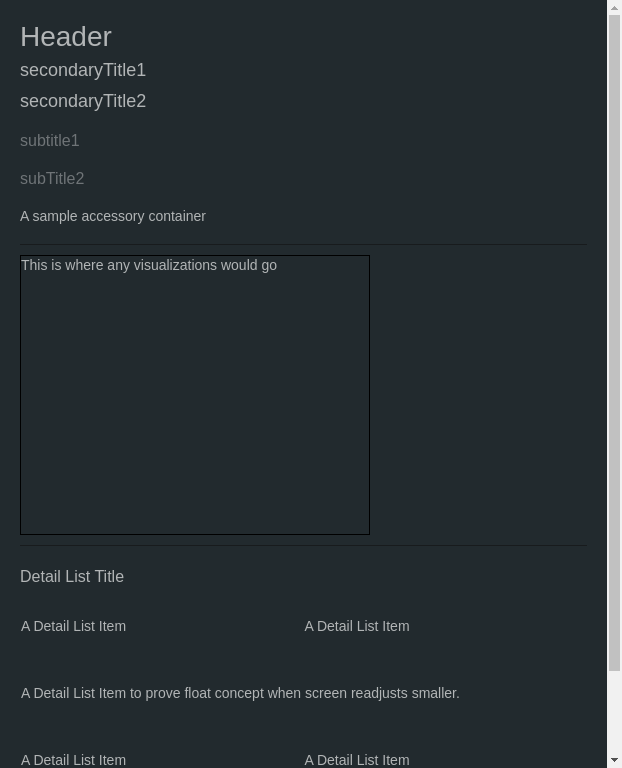 Header
secondaryTitle1
secondaryTitle2
subtitle1
subTitle2
A sample accessory container
This is where any visualizations would go
Detail List Title
A Detail List Item
A Detail List Item
A Detail List Item to prove float concept when screen readjusts smaller.
A Detail List Item
A Detail List Item